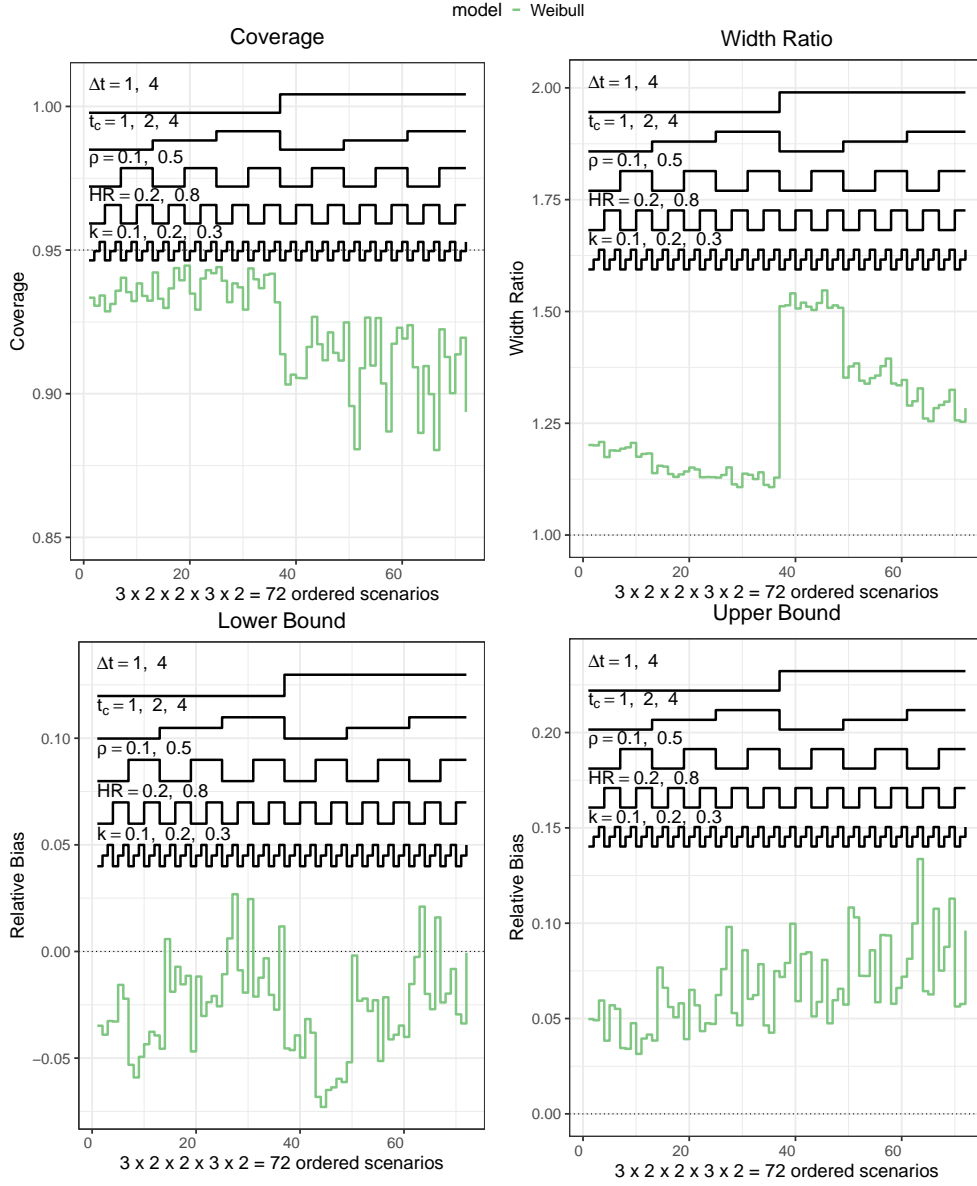 model Weibull
Coverage
Δt = 1, 4
t_c = 1, 2, 4
ρ = 0.1, 0.5
HR = 0.2, 0.8
k = 0.1, 0.2, 0.3
1.00
0.95
0.90
0.85
Coverage
0 20 40 60
3 x 2 x 2 x 3 x 2 = 72 ordered scenarios
Width Ratio
Δt = 1, 4
t_c = 1, 2, 4
ρ = 0.1, 0.5
HR = 0.2, 0.8
k = 0.1, 0.2, 0.3
2.00
1.75
1.50
1.25
1.00
Width Ratio
0 20 40 60
3 x 2 x 2 x 3 x 2 = 72 ordered scenarios
Lower Bound
Δt = 1, 4
t_c = 1, 2, 4
ρ = 0.1, 0.5
HR = 0.2, 0.8
k = 0.1, 0.2, 0.3
0.10
0.05
0.00
−0.05
Relative Bias
0 20 40 60
3 x 2 x 2 x 3 x 2 = 72 ordered scenarios
Upper Bound
Δt = 1, 4
t_c = 1, 2, 4
ρ = 0.1, 0.5
HR = 0.2, 0.8
k = 0.1, 0.2, 0.3
0.20
0.15
0.10
0.05
0.00
Relative Bias
0 20 40 60
3 x 2 x 2 x 3 x 2 = 72 ordered scenarios